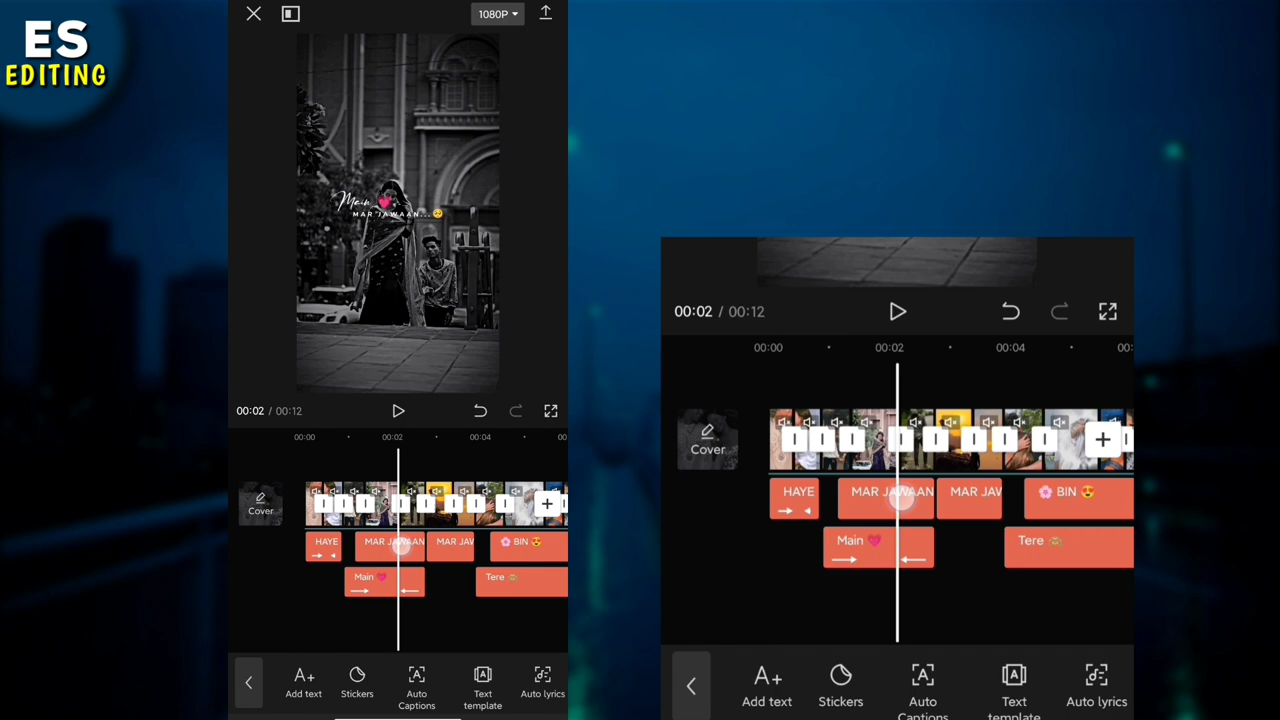 ES
EDITING
1080P
Main 💗
MAR JAWAAN...🥺
00:02 / 00:12
00:00
00:02
00:04
00
Cover
HAYE
MAR JAWAAN
MAR JAW
🌸 BIN 😍
Main 💗
Tere 🙈
A+
Add text
Stickers
Auto
Captions
Text
template
Auto lyrics
00:02 / 00:12
00:00
00:02
00:04
00:
Cover
HAYE
MAR JAWAAN
MAR JAV
🌸 BIN 😍
Main 💗
Tere 🙈
A+
Add text
Stickers
Auto
Captions
Text
template
Auto lyrics